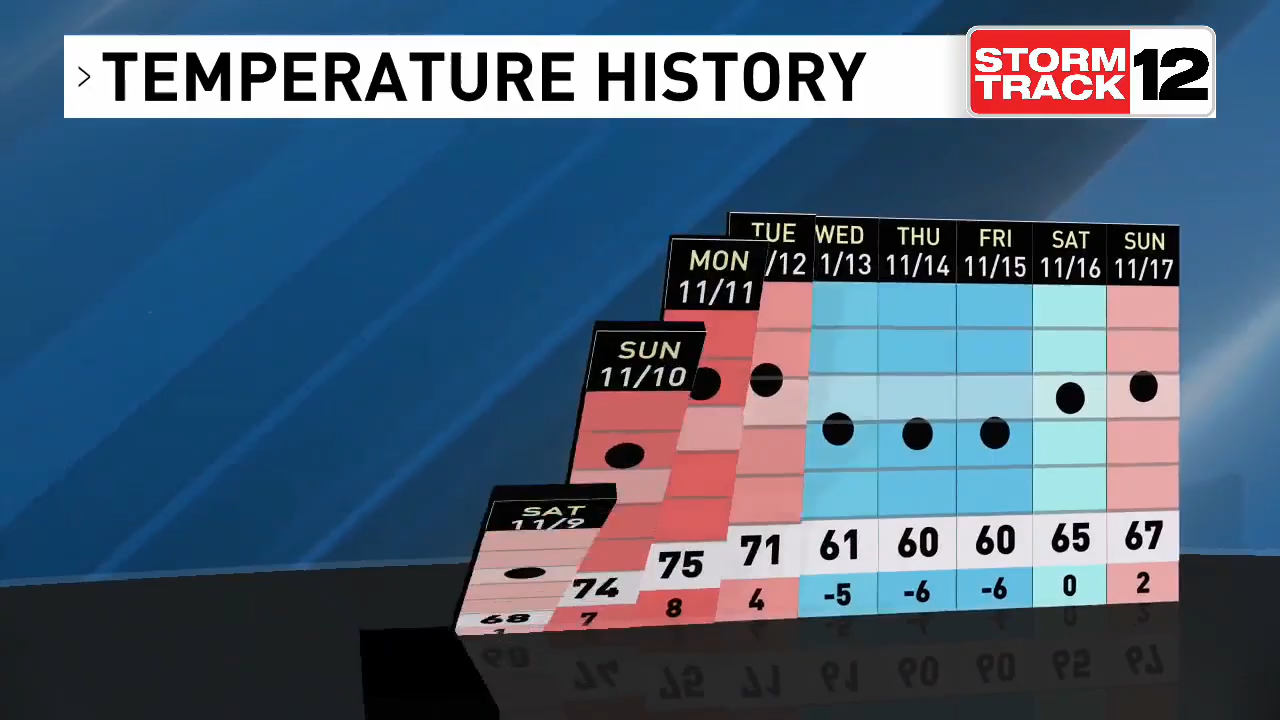 > TEMPERATURE HISTORY
STORM
TRACK
12
SAT
11/9
68
SUN
11/10
74
7
MON
11/11
75
8
TUE
/12
71
4
WED
1/13
61
-5
THU
11/14
60
-6
FRI
11/15
60
-6
SAT
11/16
65
0
SUN
11/17
67
2